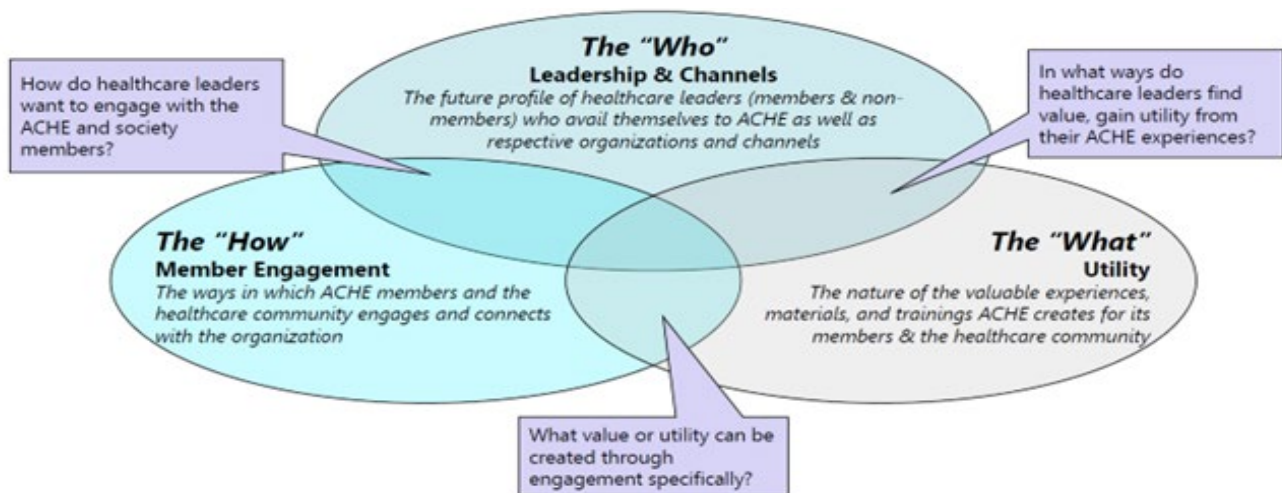 The "Who"
Leadership & Channels
The future profile of healthcare leaders (members & non-
members) who avail themselves to ACHE as well as
respective organizations and channels
How do healthcare leaders
want to engage with the
ACHE and society
members?
In what ways do
healthcare leaders find
value, gain utility from
their ACHE experiences?
The "How"
Member Engagement
The ways in which ACHE members and the
healthcare community engages and connects
with the organization
The "What"
Utility
The nature of the valuable experiences,
materials, and trainings ACHE creates for its
members & the healthcare community
What value or utility can be
created through
engagement specifically?